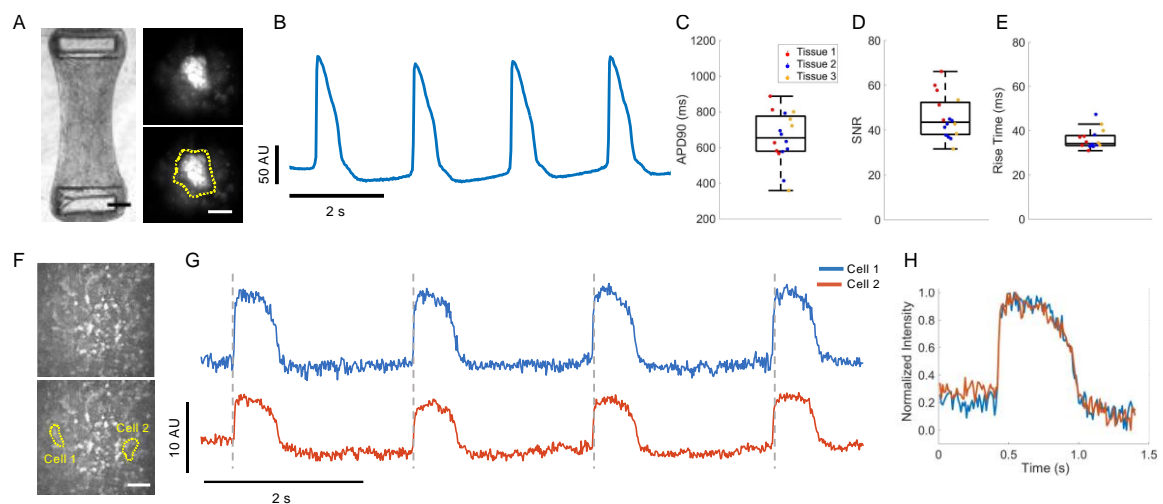 A
B
50 AU
2 s
C
APD90 (ms)
1200
1000
800
600
400
200
Tissue 1
Tissue 2
Tissue 3
D
SNR
80
60
40
20
0
E
Rise Time (ms)
80
60
40
20
0
F
Cell 1
Cell 2
G
Cell 1
Cell 2
10 AU
2 s
H
Normalized Intensity
1.0
0.8
0.6
0.4
0.2
0.0
0
0.5
1.0
1.5
Time (s)